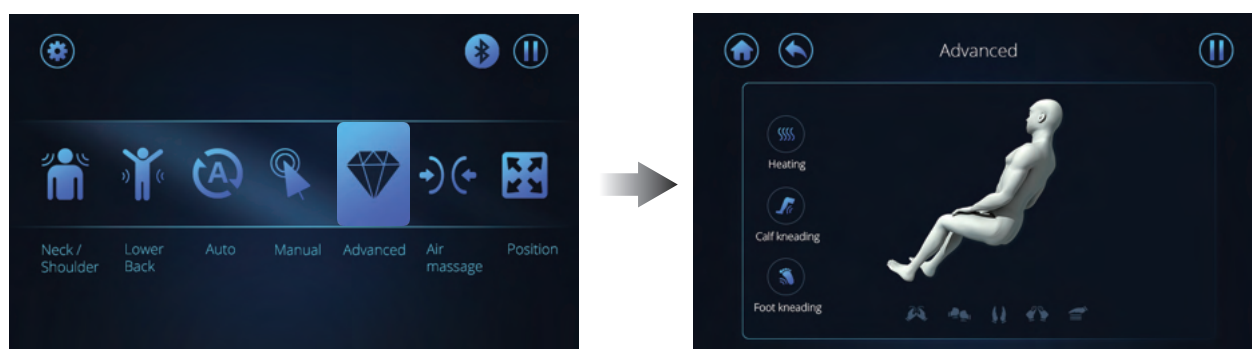 Neck /
Shoulder
Lower
Back
Auto
Manual
Advanced
Air
massage
Position
Advanced
Heating
Calf kneading
Foot kneading